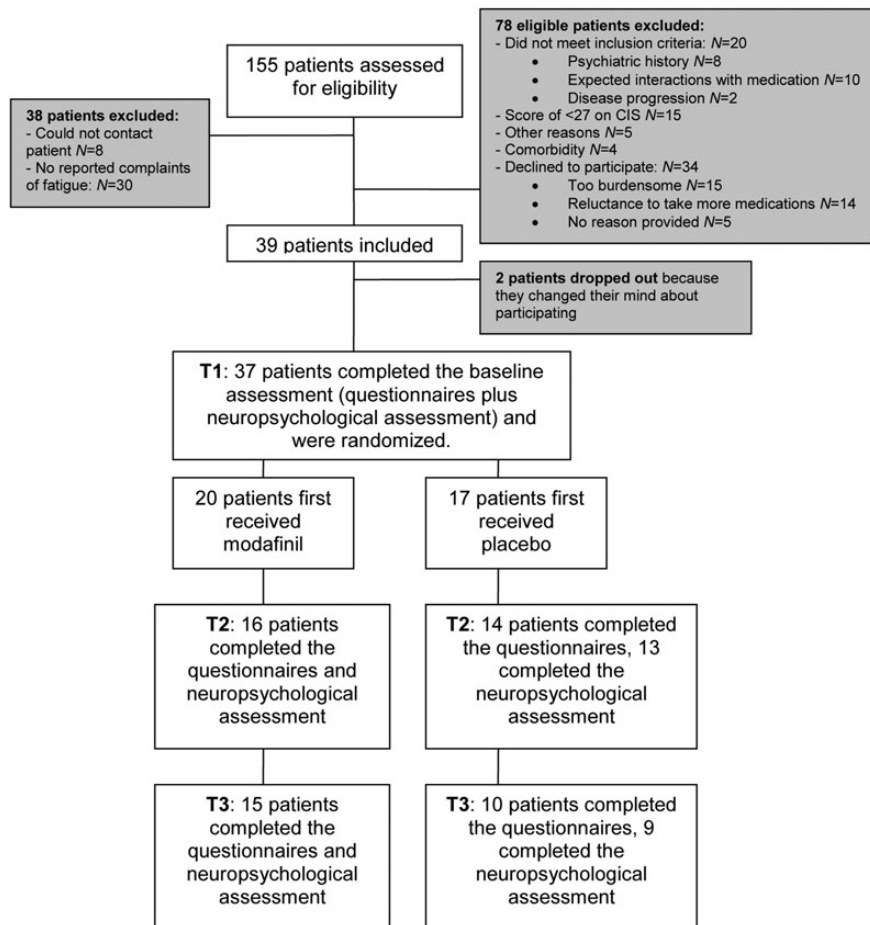 155 patients assessed
for eligibility
38 patients excluded:
- Could not contact
patient N=8
- No reported complaints
of fatigue: N=30
78 eligible patients excluded:
- Did not meet inclusion criteria: N=20
• Psychiatric history N=8
• Expected interactions with medication N=10
• Disease progression N=2
- Score of <27 on CIS N=15
- Other reasons N=5
- Comorbidity N=4
- Declined to participate: N=34
• Too burdensome N=15
• Reluctance to take more medications N=14
• No reason provided N=5
39 patients included
2 patients dropped out because
they changed their mind about
participating
T1: 37 patients completed the baseline
assessment (questionnaires plus
neuropsychological assessment) and
were randomized.
20 patients first
received
modafinil
17 patients first
received
placebo
T2: 16 patients
completed the
questionnaires and
neuropsychological
assessment
T2: 14 patients completed
the questionnaires, 13
completed the
neuropsychological
assessment
T3: 15 patients
completed the
questionnaires and
neuropsychological
assessment
T3: 10 patients completed
the questionnaires, 9
completed the
neuropsychological
assessment